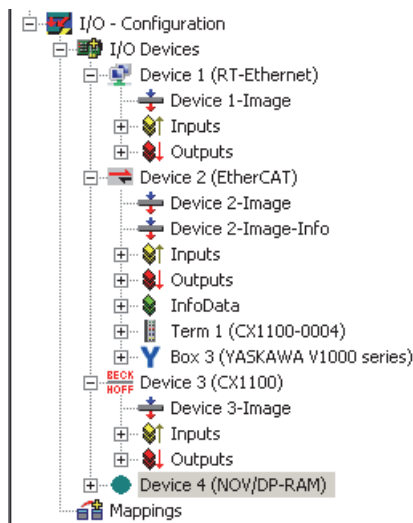 I/O - Configuration
I/O Devices
Device 1 (RT-Ethernet)
Device 1-Image
Inputs
Outputs
Device 2 (EtherCAT)
Device 2-Image
Device 2-Image-Info
Inputs
Outputs
InfoData
Term 1 (CX1100-0004)
Box 3 (YASKAWA V1000 series)
BECK
HOFF
Device 3 (CX1100)
Device 3-Image
Inputs
Outputs
Device 4 (NOV/DP-RAM)
Mappings